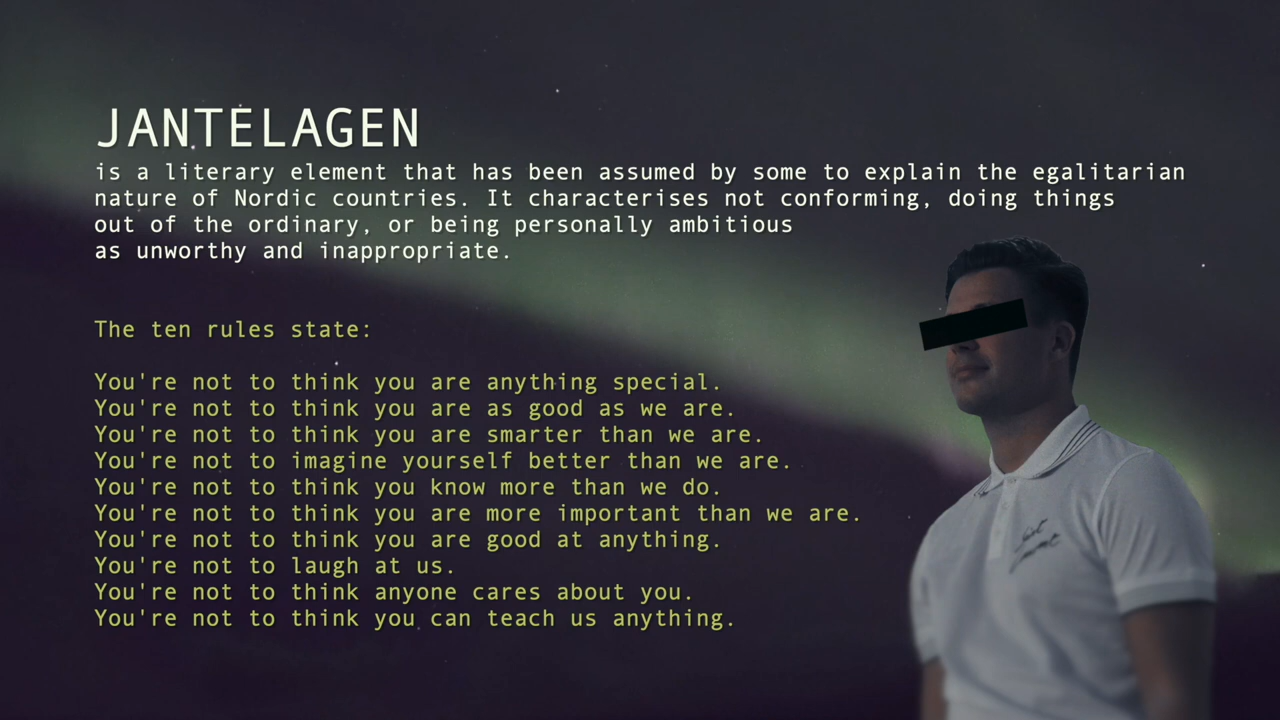 JANTELAGEN
is a literary element that has been assumed by some to explain the egalitarian
nature of Nordic countries. It characterises not conforming, doing things
out of the ordinary, or being personally ambitious
as unworthy and inappropriate.
The ten rules state:
You're not to think you are anything special.
You're not to think you are as good as we are.
You're not to think you are smarter than we are.
You're not to imagine yourself better than we are.
You're not to think you know more than we do.
You're not to think you are more important than we are.
You're not to think you are good at anything.
You're not to laugh at us.
You're not to think anyone cares about you.
You're not to think you can teach us anything.